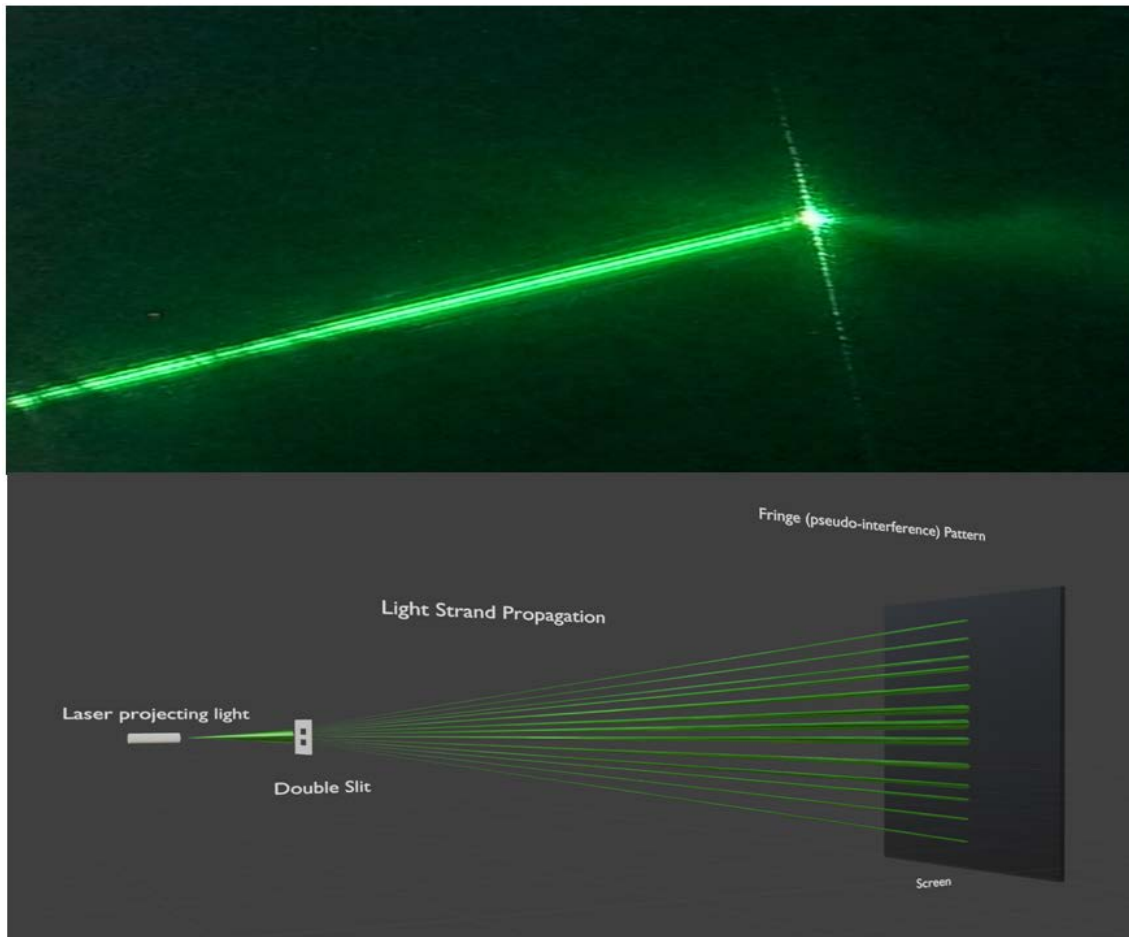 Fringe (pseudo-interference) Pattern
Light Strand Propagation
Laser projecting light
Double Slit
Screen